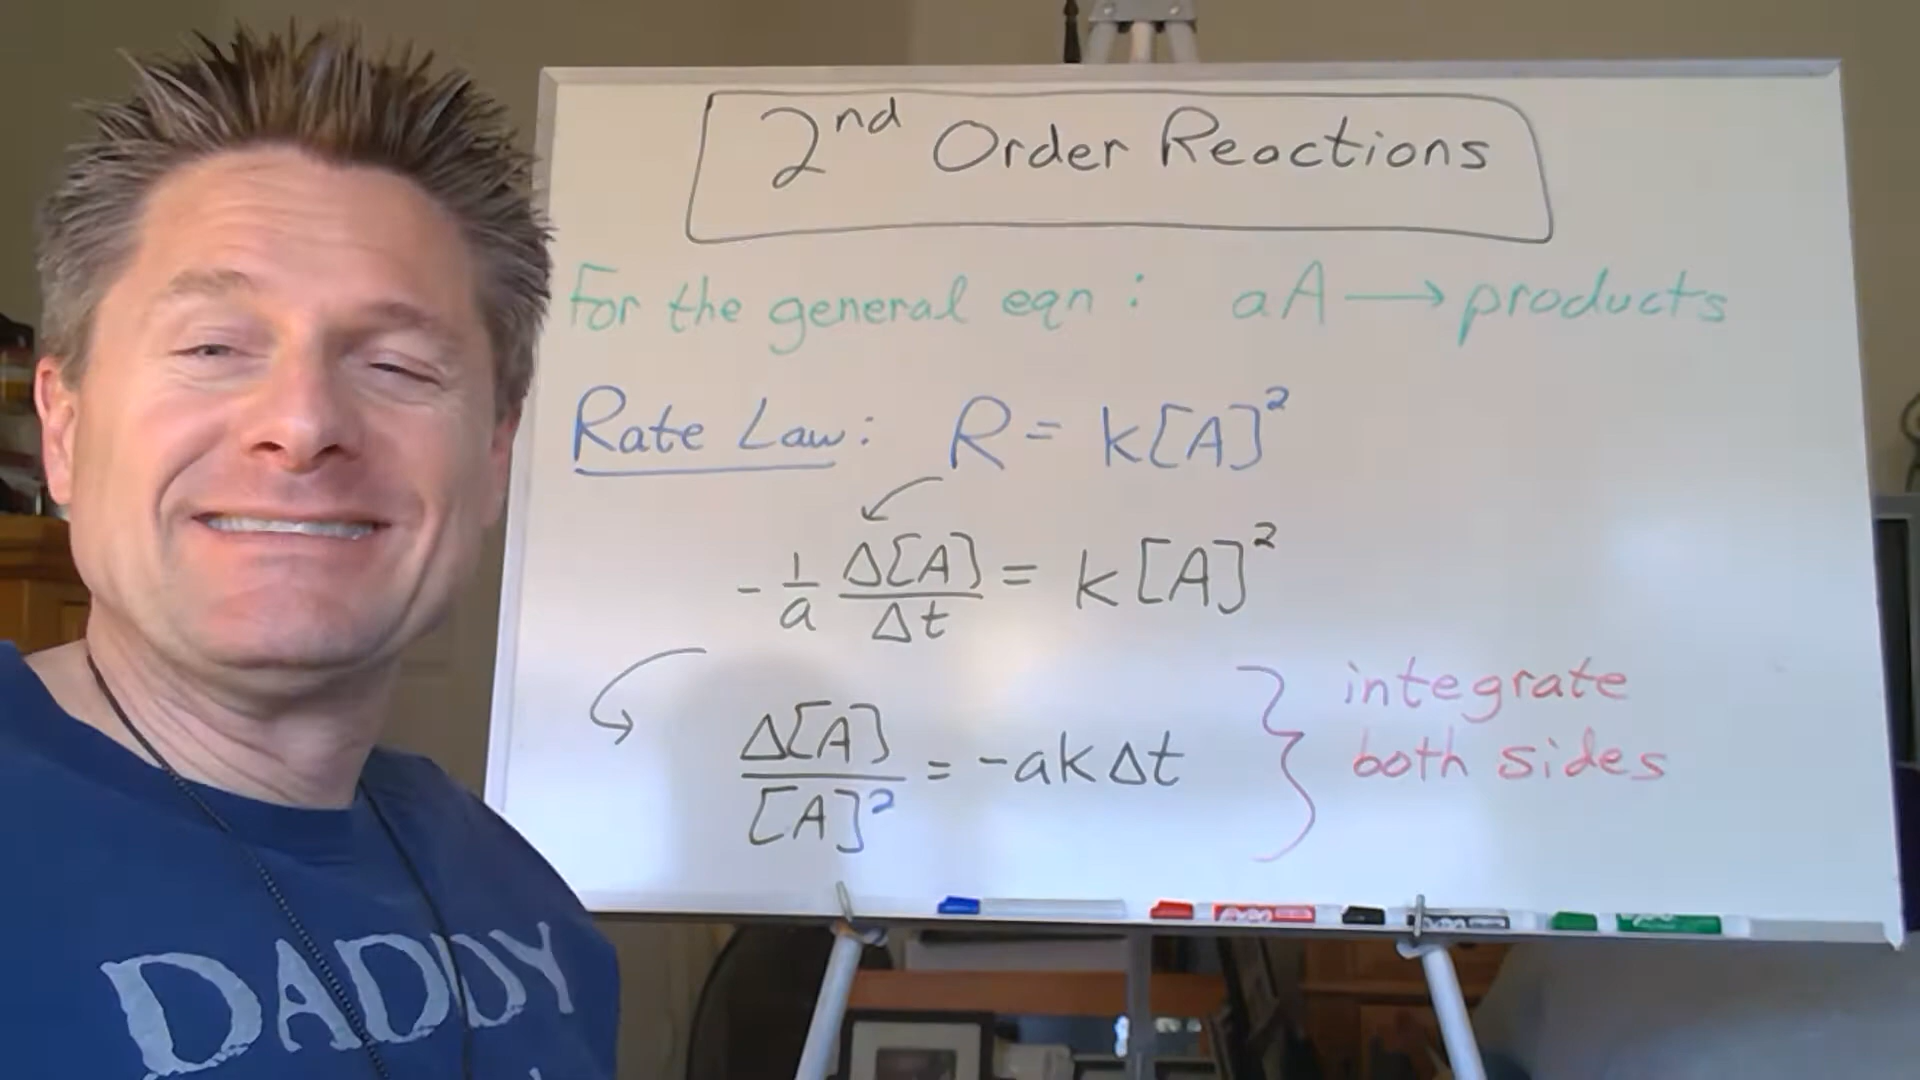 2nd Order Reactions
For the general eqn : aA → products
Rate Law: R = k[A]²
- 1/a Δ[A]/Δt = k[A]²
Δ[A]/[A]² = -akΔt } integrate both sides
DADDY